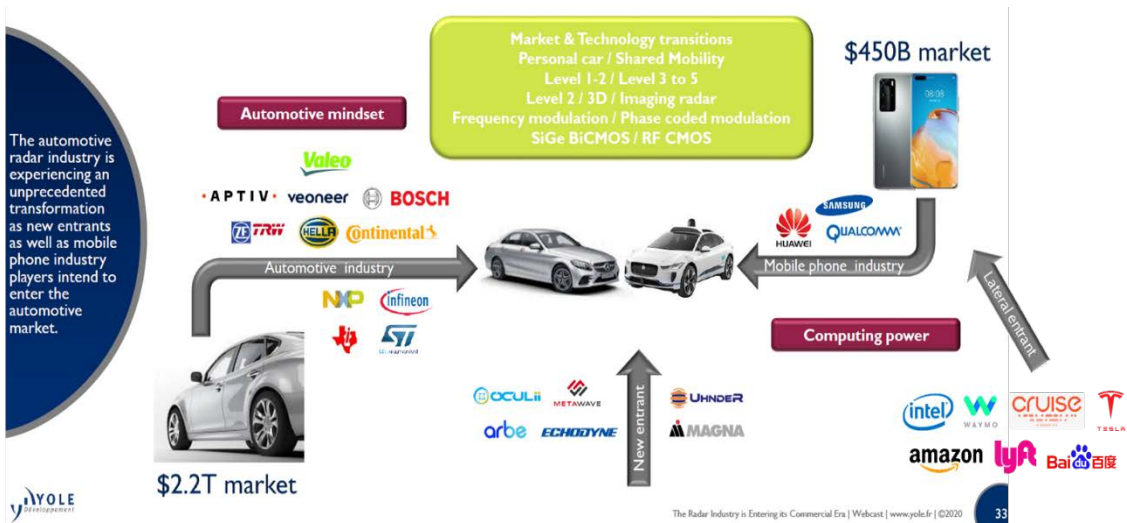 The automotive
radar industry is
experiencing an
unprecedented
transformation
as new entrants
as well as mobile
phone industry
players intend to
enter the
automotive
market.
Market & Technology transitions
Personal car / Shared Mobility
Level 1-2 / Level 3 to 5
Level 2 / 3D / Imaging radar
Frequency modulation / Phase coded modulation
SiGe BiCMOS / RF CMOS
$450B market
08:08
Automotive mindset
Valeo
· APTIV ·
veoneer
BOSCH
ZF TRW
HELLA
Continental
Automotive industry
NXP
infineon
ST
SAMSUNG
HUAWEI
QUALCOMM
Mobile phone industry
Lateral entrant
Computing power
$2.2T market
OCULii
METAWAVE
arbe
ECHODYNE
New entrant
UHNDER
MAGNA
intel
WAYMO
cruise
TESLA
amazon
lyft
Bai du 百度
YOLE
Développement
The Radar Industry is Entering its Commercial Era | Webcast | www.yole.fr | ©2020
33